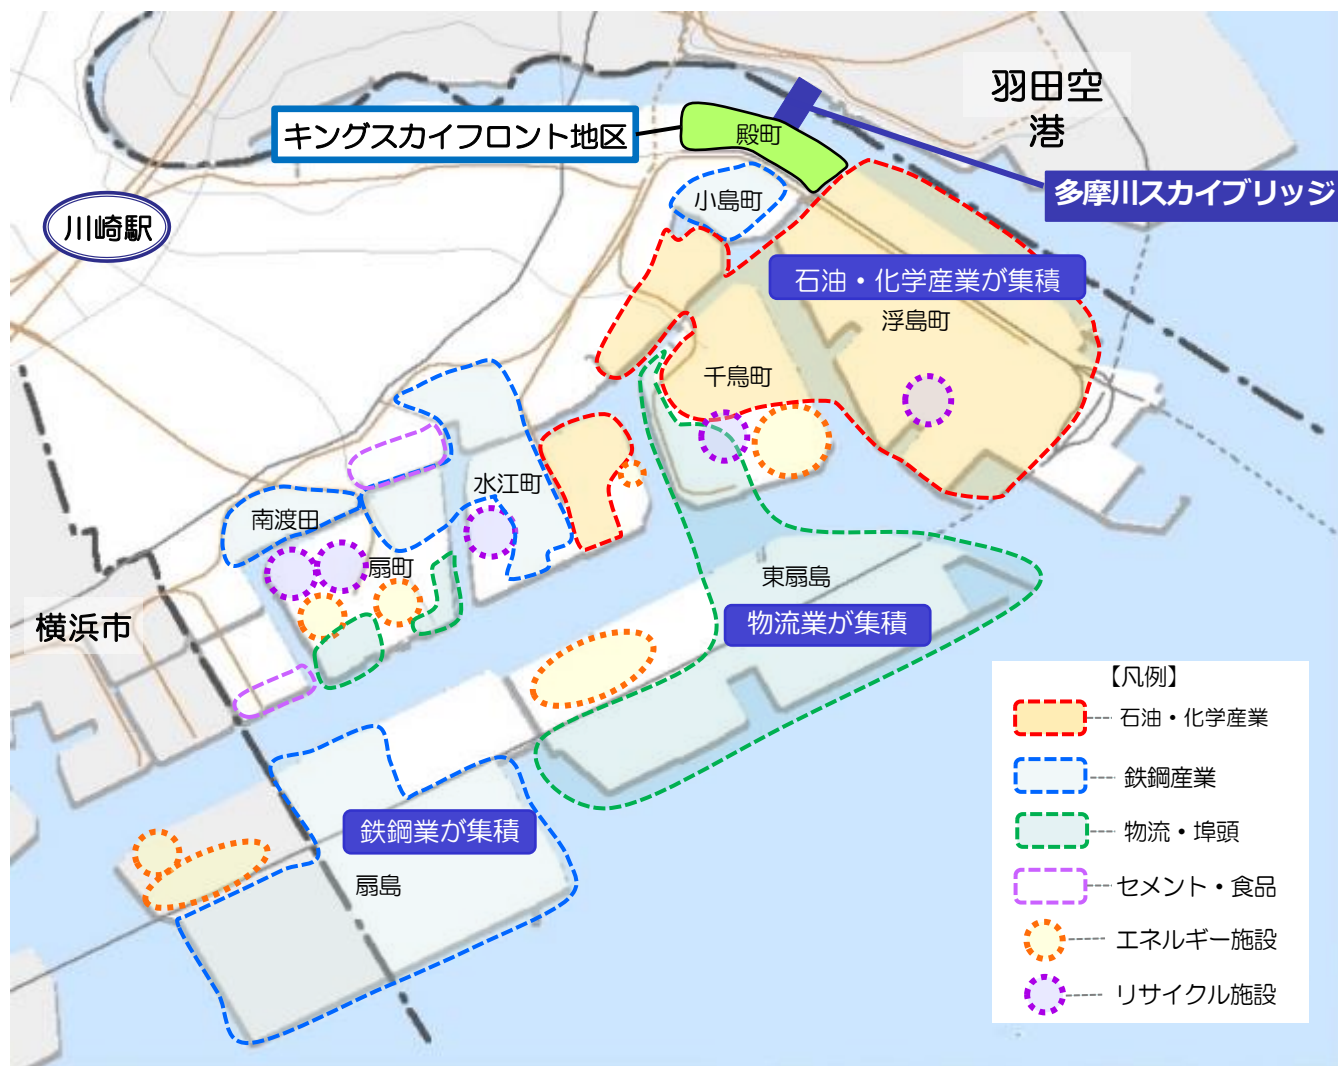 羽田空
港
キングスカイフロント地区
殿町
多摩川スカイブリッジ
小島町
川崎駅
石油・化学産業が集積
浮島町
千鳥町
水江町
南渡田
扇町
東扇島
物流業が集積
横浜市
鉄鋼業が集積
扇島
【凡例】
石油・化学産業
鉄鋼産業
物流・埠頭
セメント・食品
エネルギー施設
リサイクル施設